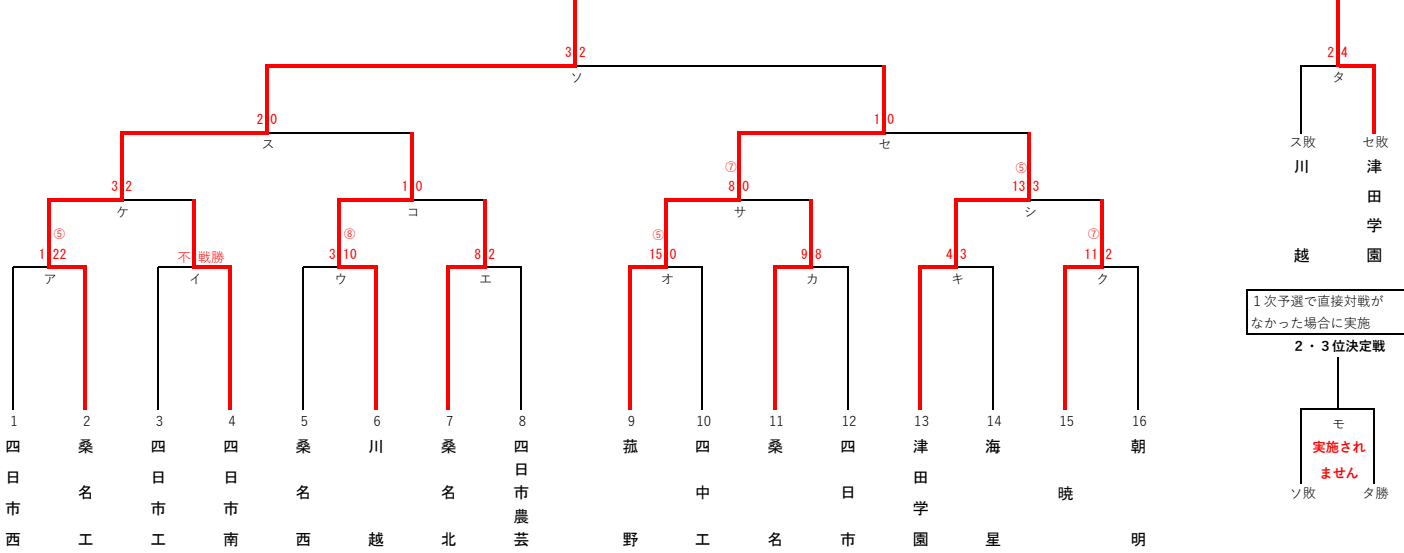 3 2
ソ
2 4
タ
2 0
ス
1 0
セ
ス敗 セ敗
川越
津田学園
⑦
⑤
3 2
ケ
1 0
コ
8 0
サ
13 3
シ
⑤
⑧
⑤
⑦
1 22
ア
不戦勝
イ
3 10
ウ
8 2
エ
15 0
オ
9 8
カ
4 3
キ
11 2
ク
1次予選で直接対戦が
なかった場合に実施
2・3位決定戦
モ
実施され
ません
ソ敗 タ勝
1 2 3 4 5 6 7 8 9 10 11 12 13 14 15 16
四日市西
桑名工
四日市工
四日市南
桑名西
川越
桑名北
四日市農芸
菰野
四中工
桑名
四日市
津田学園
海星
暁
朝明